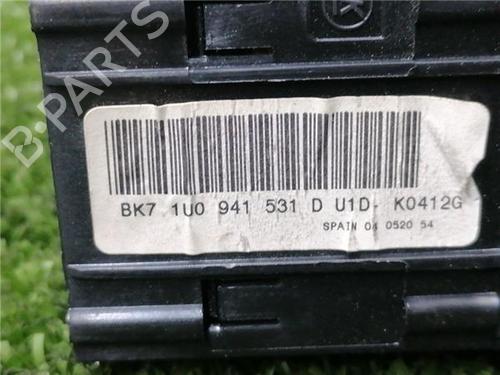 B-PARTS
K
BK7 1U0 941 531 D U1D- K0412G
SPAIN 04 0520 54